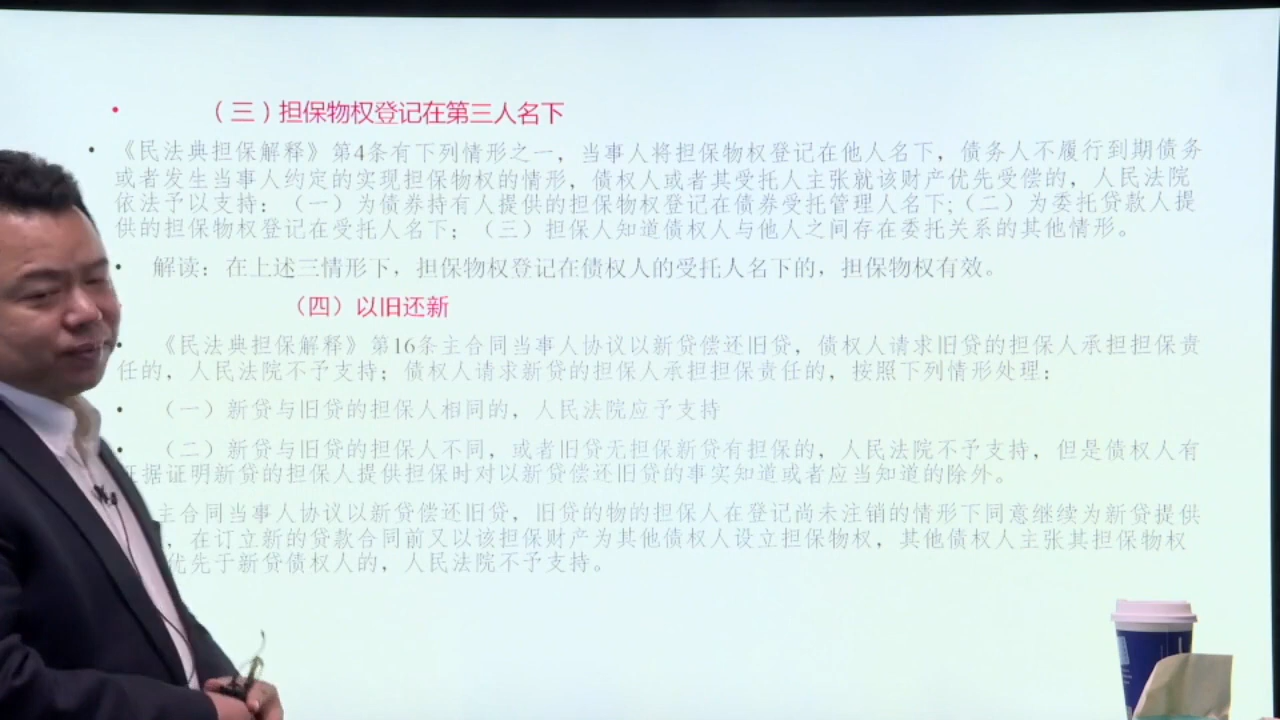 • （三）担保物权登记在第三人名下
• 《民法典担保解释》第4条有下列情形之一，当事人将担保物权登记在他人名下，债务人不履行到期债务
或者发生当事人约定的实现担保物权的情形，债权人或者其受托人主张就该财产优先受偿的，人民法院
依法予以支持：（一）为债券持有人提供的担保物权登记在债券受托管理人名下；（二）为委托贷款人提
供的担保物权登记在受托人名下；（三）担保人知道债权人与他人之间存在委托关系的其他情形。
• 解读：在上述三情形下，担保物权登记在债权人的受托人名下的，担保物权有效。
（四）以旧还新
• 《民法典担保解释》第16条主合同当事人协议以新贷偿还旧贷，债权人请求旧贷的担保人承担担保责
任的，人民法院不予支持；债权人请求新贷的担保人承担担保责任的，按照下列情形处理：
• （一）新贷与旧贷的担保人相同的，人民法院应予支持
• （二）新贷与旧贷的担保人不同，或者旧贷无担保新贷有担保的，人民法院不予支持，但是债权人有
证据证明新贷的担保人提供担保时对以新贷偿还旧贷的事实知道或者应当知道的除外。
主合同当事人协议以新贷偿还旧贷，旧贷的物的担保人在登记尚未注销的情形下同意继续为新贷提供
，在订立新的贷款合同前又以该担保财产为其他债权人设立担保物权，其他债权人主张其担保物权
优先于新贷债权人的，人民法院不予支持。